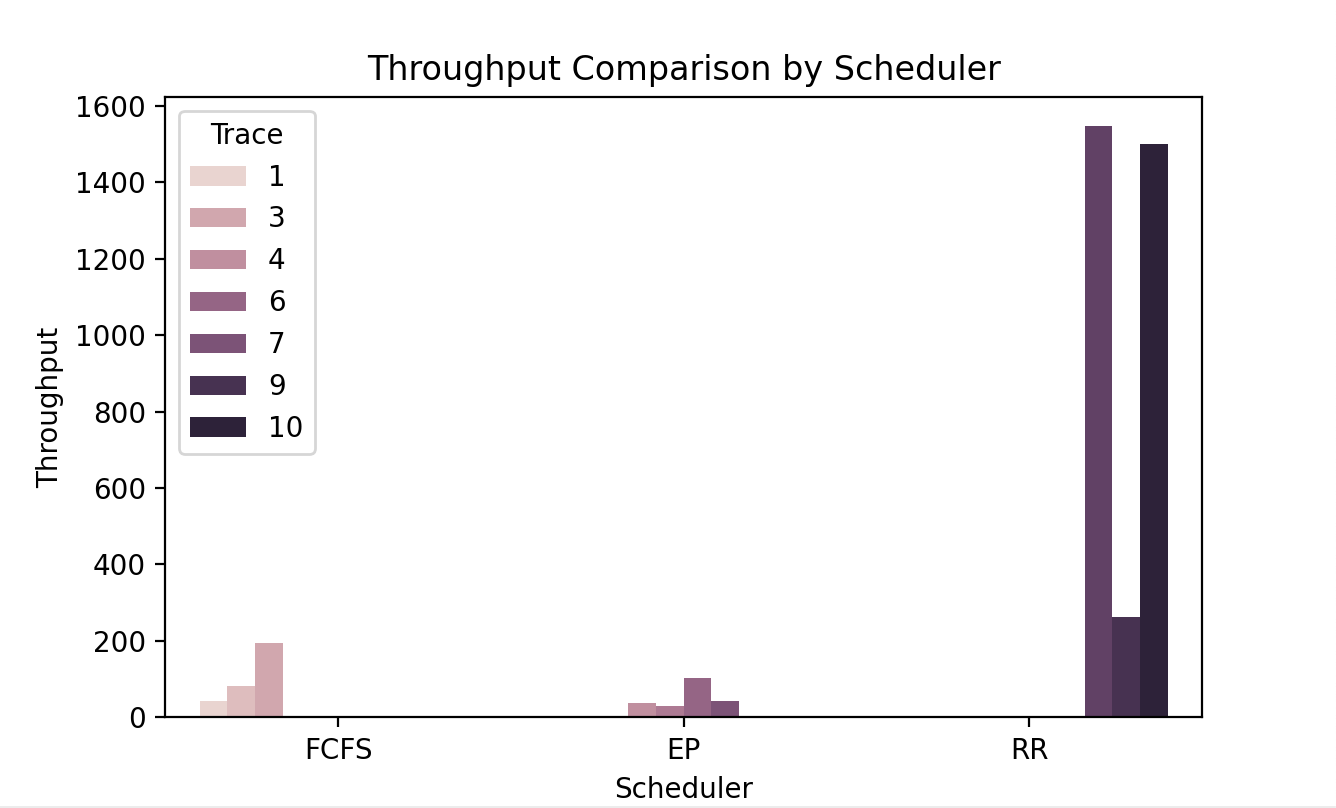 Throughput Comparison by Scheduler
1600
1400
1200
1000
800
600
400
200
0
Throughput
Trace
1
3
4
6
7
9
10
FCFS
EP
RR
Scheduler